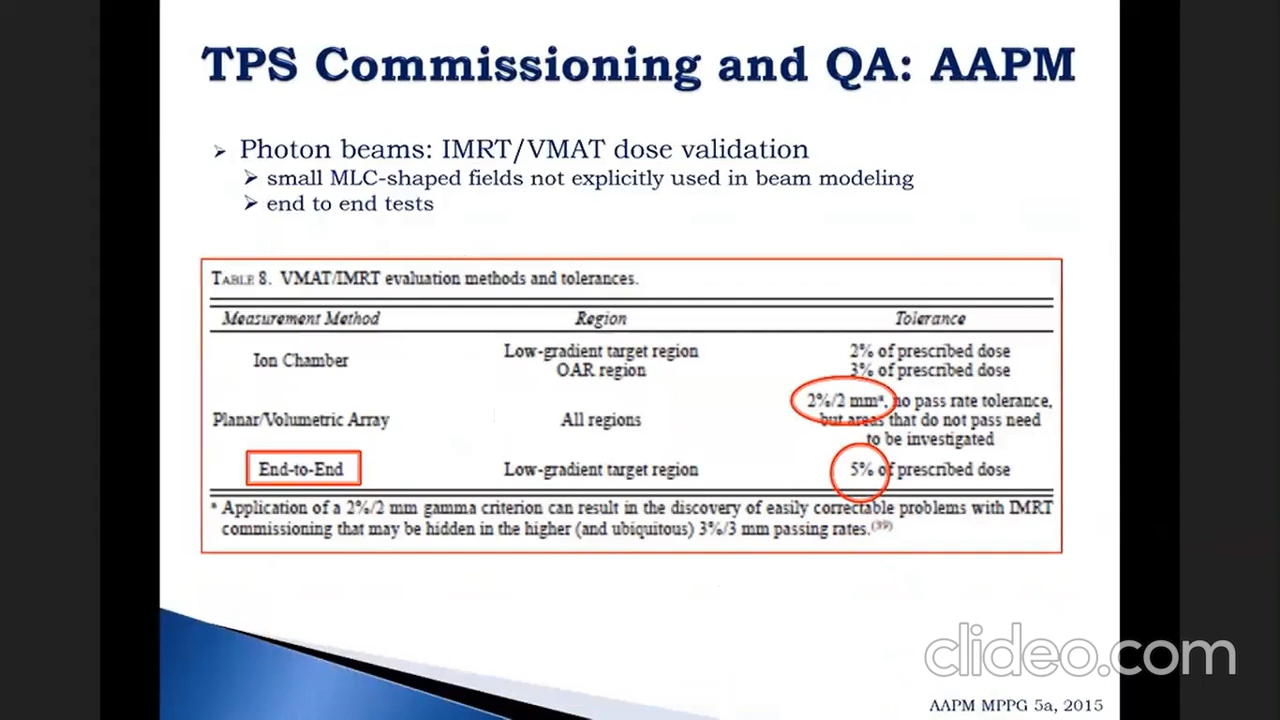 TPS Commissioning and QA: AAPM
➢ Photon beams: IMRT/VMAT dose validation
➢ small MLC-shaped fields not explicitly used in beam modeling
➢ end to end tests
TABLE 8. VMAT/IMRT evaluation methods and tolerances.
Measurement Method Region Tolerance
Ion Chamber
Low-gradient target region 2% of prescribed dose
OAR region 3% of prescribed dose
Planar/Volumetric Array All regions
2%/2 mmᵃ, no pass rate tolerance,
but areas that do not pass need
to be investigated
End-to-End Low-gradient target region 5% of prescribed dose
ᵃ Application of a 2%/2 mm gamma criterion can result in the discovery of easily correctable problems with IMRT
commissioning that may be hidden in the higher (and ubiquitous) 3%/3 mm passing rates.(39)
clideo.com
AAPM MPPG 5a, 2015